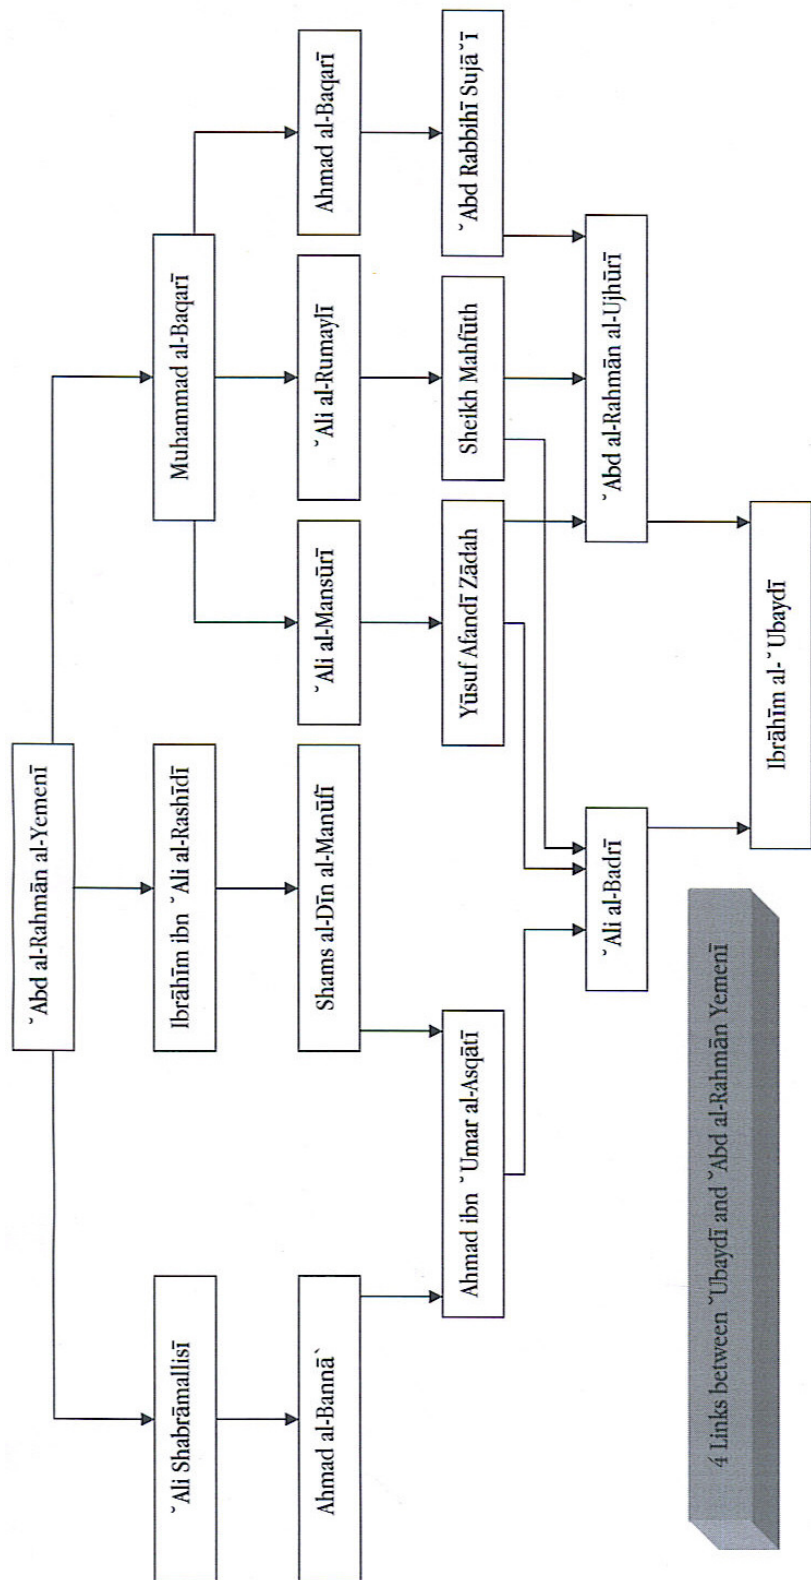 ˘Abd al-Rahmān al-Yemenī
˘Ali Shabrāmallisī
Ibrāhīm ibn ˘Ali al-Rashīdī
Muhammad al-Baqarī
Ahmad al-Bannā`
Shams al-Dīn al-Manūfī
˘Ali al-Mansūrī
˘Ali al-Rumaylī
Ahmad al-Baqarī
Ahmad ibn ˘Umar al-Asqātī
Yūsuf Afandī Zādah
Sheikh Mahfūth
˘Abd Rabbihī Sujā˘ī
˘Ali al-Badrī
˘Abd al-Rahmān al-Ujhūrī
Ibrāhīm al-˘Ubaydī
4 Links between ˘Ubaydī and ˘Abd al-Rahmān Yemenī